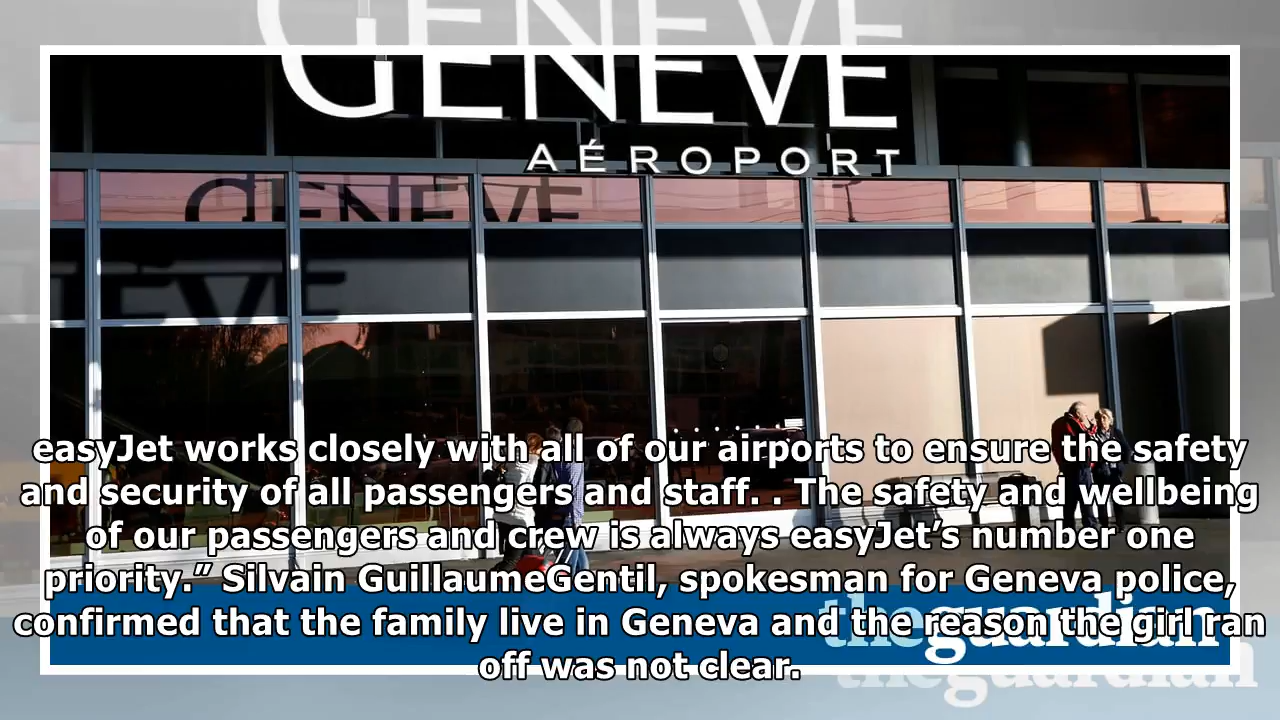 GENÈVE
AÉROPORT
GENÈVE
easyJet works closely with all of our airports to ensure the safety
and security of all passengers and staff. . The safety and wellbeing
of our passengers and crew is always easyJet’s number one
priority.” Silvain GuillaumeGentil, spokesman for Geneva police,
confirmed that the family live in Geneva and the reason the girl ran
off was not clear.
theguardian